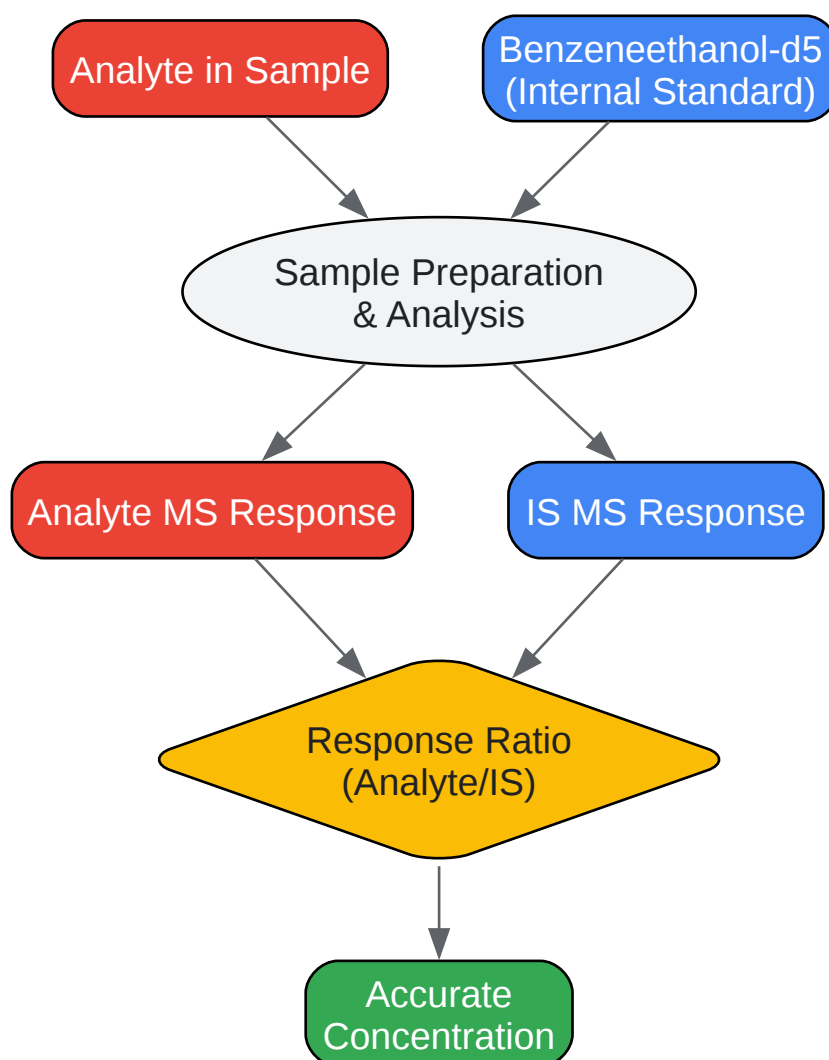 Analyte in Sample
Benzeneethanol-d5
(Internal Standard)
Sample Preparation
& Analysis
Analyte MS Response
IS MS Response
Response Ratio
(Analyte/IS)
Accurate
Concentration